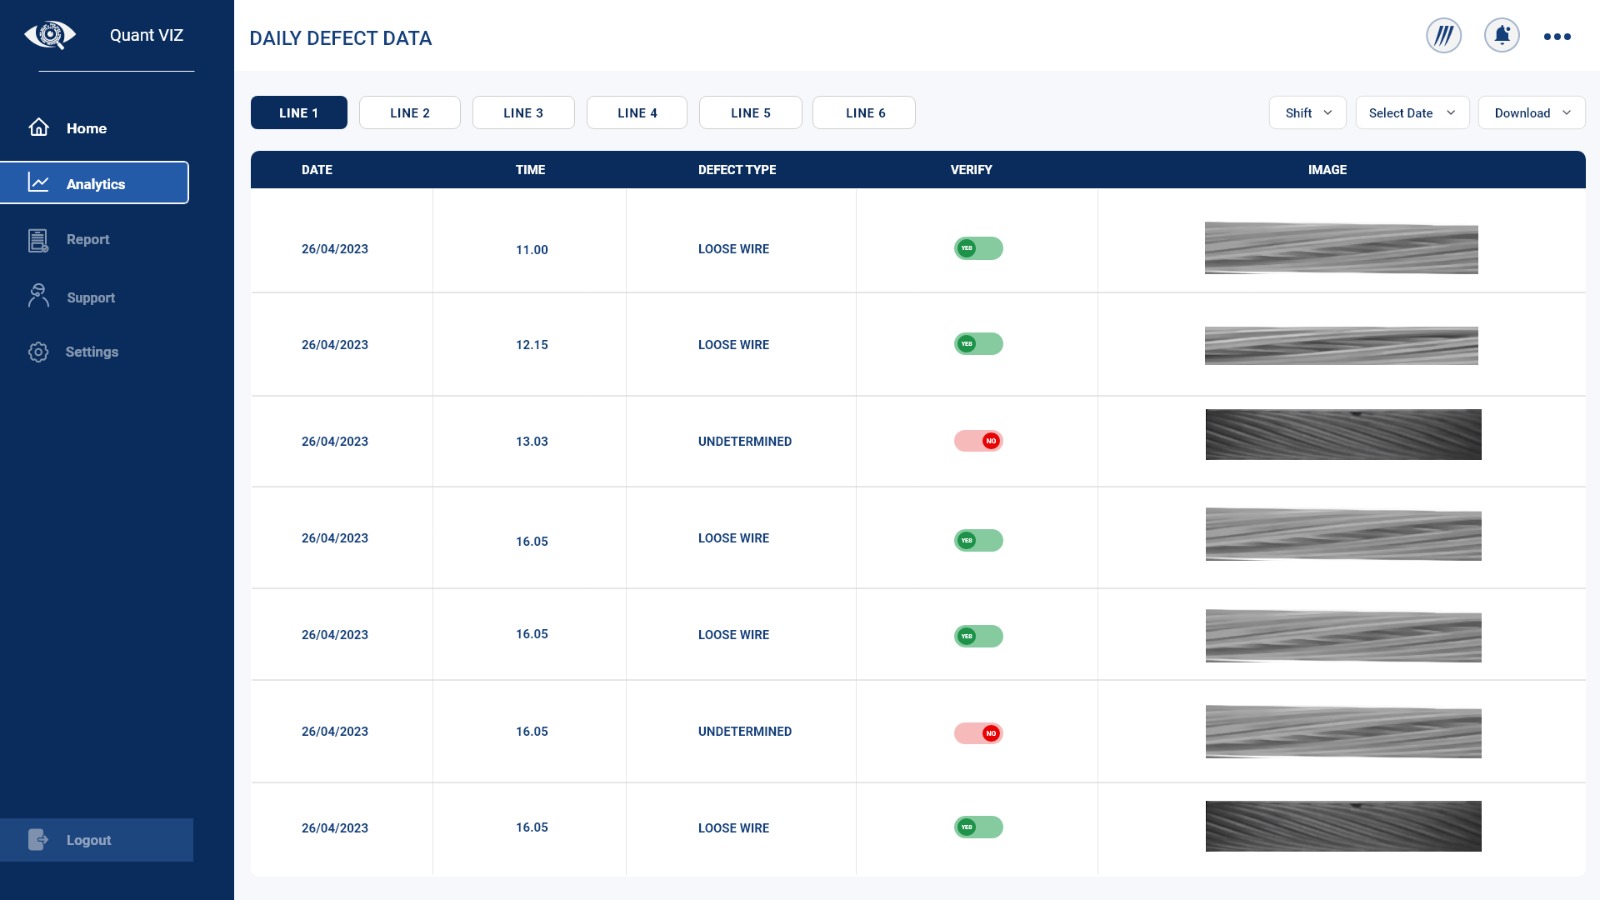 Quant VIZ
DAILY DEFECT DATA
Home
Analytics
Report
Support
Settings
Logout
LINE 1 LINE 2 LINE 3 LINE 4 LINE 5 LINE 6 Shift Select Date Download
DATE TIME DEFECT TYPE VERIFY IMAGE
26/04/2023 11.00 LOOSE WIRE YES
26/04/2023 12.15 LOOSE WIRE YES
26/04/2023 13.03 UNDETERMINED NO
26/04/2023 16.05 LOOSE WIRE YES
26/04/2023 16.05 LOOSE WIRE YES
26/04/2023 16.05 UNDETERMINED NO
26/04/2023 16.05 LOOSE WIRE YES